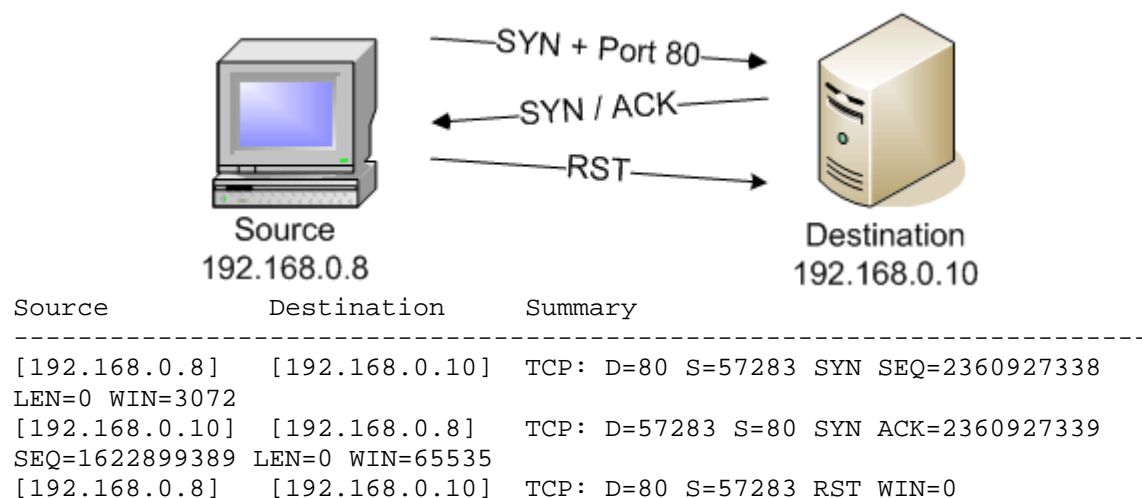 SYN + Port 80
SYN / ACK
RST
Source
192.168.0.8
Destination
192.168.0.10
Source Destination Summary
--------------------------------------------------------------------------------
[192.168.0.8] [192.168.0.10] TCP: D=80 S=57283 SYN SEQ=2360927338
LEN=0 WIN=3072
[192.168.0.10] [192.168.0.8] TCP: D=57283 S=80 SYN ACK=2360927339
SEQ=1622899389 LEN=0 WIN=65535
[192.168.0.8] [192.168.0.10] TCP: D=80 S=57283 RST WIN=0